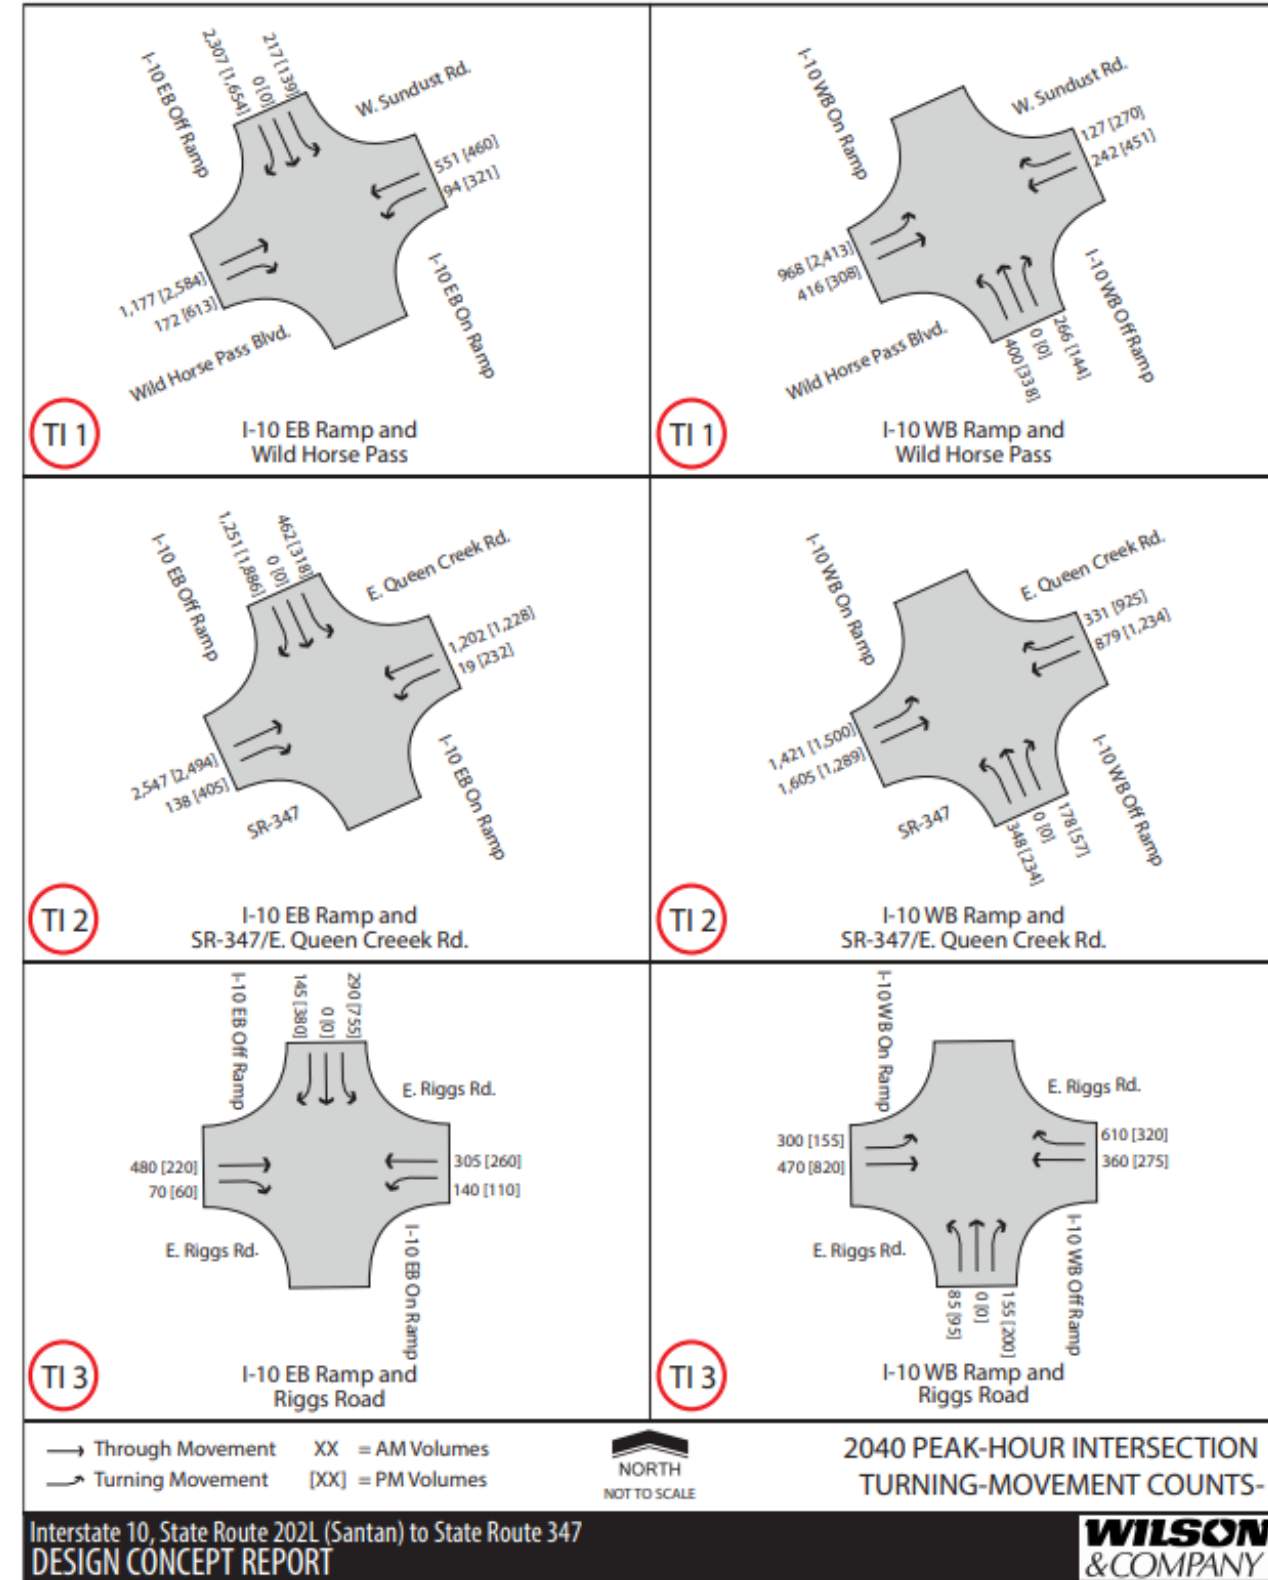 I-10 EB Off Ramp
2,307 [1,654]
0 [0]
217 [139]
W. Sundust Rd.
551 [460]
94 [321]
1,177 [2,584]
172 [613]
Wild Horse Pass Blvd.
I-10 EB On Ramp
TI 1
I-10 EB Ramp and
Wild Horse Pass
I-10 WB On Ramp
W. Sundust Rd.
127 [270]
242 [451]
968 [2,413]
416 [308]
Wild Horse Pass Blvd.
400 [338]
0 [0]
266 [144]
I-10 WB Off Ramp
TI 1
I-10 WB Ramp and
Wild Horse Pass
I-10 EB Off Ramp
1,251 [1,886]
0 [0]
462 [318]
E. Queen Creek Rd.
1,202 [1,228]
19 [232]
2,547 [2,494]
138 [405]
SR-347
I-10 EB On Ramp
TI 2
I-10 EB Ramp and
SR-347/E. Queen Creeek Rd.
I-10 WB On Ramp
E. Queen Creek Rd.
331 [925]
879 [1,234]
1,421 [1,500]
1,605 [1,289]
SR-347
348 [234]
0 [0]
178 [57]
I-10 WB Off Ramp
TI 2
I-10 WB Ramp and
SR-347/E. Queen Creek Rd.
I-10 EB Off Ramp
145 [380]
0 [0]
290 [755]
E. Riggs Rd.
480 [220]
70 [60]
305 [260]
140 [110]
E. Riggs Rd.
I-10 EB On Ramp
TI 3
I-10 EB Ramp and
Riggs Road
I-10 WB On Ramp
E. Riggs Rd.
300 [155]
470 [820]
610 [320]
360 [275]
E. Riggs Rd.
85 [95]
0 [0]
155 [200]
I-10 WB Off Ramp
TI 3
I-10 WB Ramp and
Riggs Road
Through Movement XX = AM Volumes
Turning Movement [XX] = PM Volumes
NORTH
NOT TO SCALE
2040 PEAK-HOUR INTERSECTION
TURNING-MOVEMENT COUNTS-
Interstate 10, State Route 202L (Santan) to State Route 347
DESIGN CONCEPT REPORT
WILSON
&COMPANY